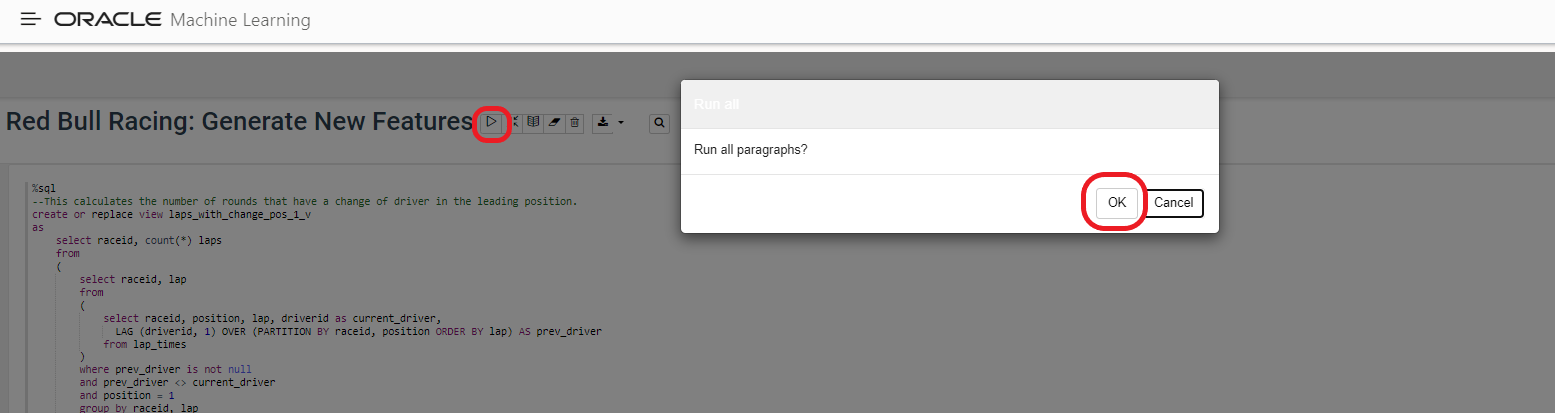 ORACLE Machine Learning
Red Bull Racing: Generate New Features
Run all
Run all paragraphs?
OK
Cancel
%sql
--This calculates the number of rounds that have a change of driver in the leading position.
create or replace view laps_with_change_pos_1_v
as
select raceid, count(*) laps
from
(
select raceid, lap
from
(
select raceid, position, lap, driverid as current_driver,
LAG (driverid, 1) OVER (PARTITION BY raceid, position ORDER BY lap) AS prev_driver
from lap_times
)
where prev_driver is not null
and prev_driver <> current_driver
and position = 1
group by raceid, lap